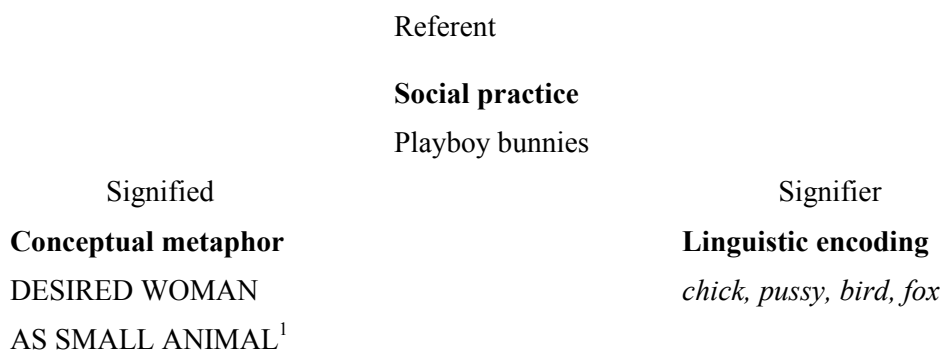 Referent
Social practice
Playboy bunnies
Signified Signifier
Conceptual metaphor Linguistic encoding
DESIRED WOMAN chick, pussy, bird, fox
AS SMALL ANIMAL¹